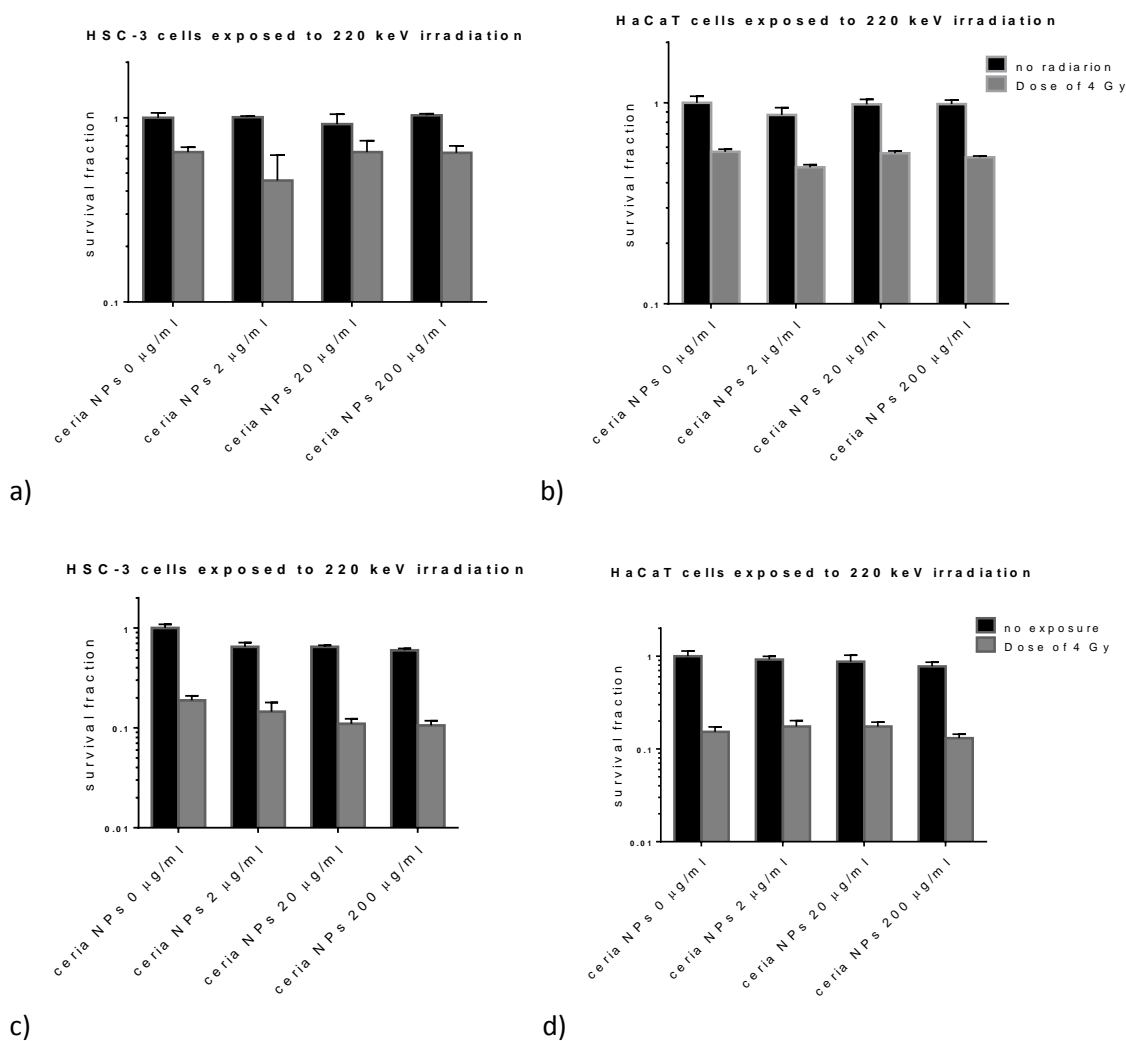 HSC-3 cells exposed to 220 keV irradiation
survival fraction
1
0.1
ceria NPs 0 µg/ml
ceria NPs 2 µg/ml
ceria NPs 20 µg/ml
ceria NPs 200 µg/ml
a)
HaCaT cells exposed to 220 keV irradiation
no radiarion
Dose of 4 Gy
survival fraction
1
0.1
ceria NPs 0 µg/ml
ceria NPs 2 µg/ml
ceria NPs 20 µg/ml
ceria NPs 200 µg/ml
b)
HSC-3 cells exposed to 220 keV irradiation
survival fraction
1
0.1
0.01
ceria NPs 0 µg/ml
ceria NPs 2 µg/ml
ceria NPs 20 µg/ml
ceria NPs 200 µg/ml
c)
HaCaT cells exposed to 220 keV irradiation
no exposure
Dose of 4 Gy
survival fraction
1
0.1
0.01
ceria NPs 0 µg/ml
ceria NPs 2 µg/ml
ceria NPs 20 µg/ml
ceria NPs 200 µg/ml
d)